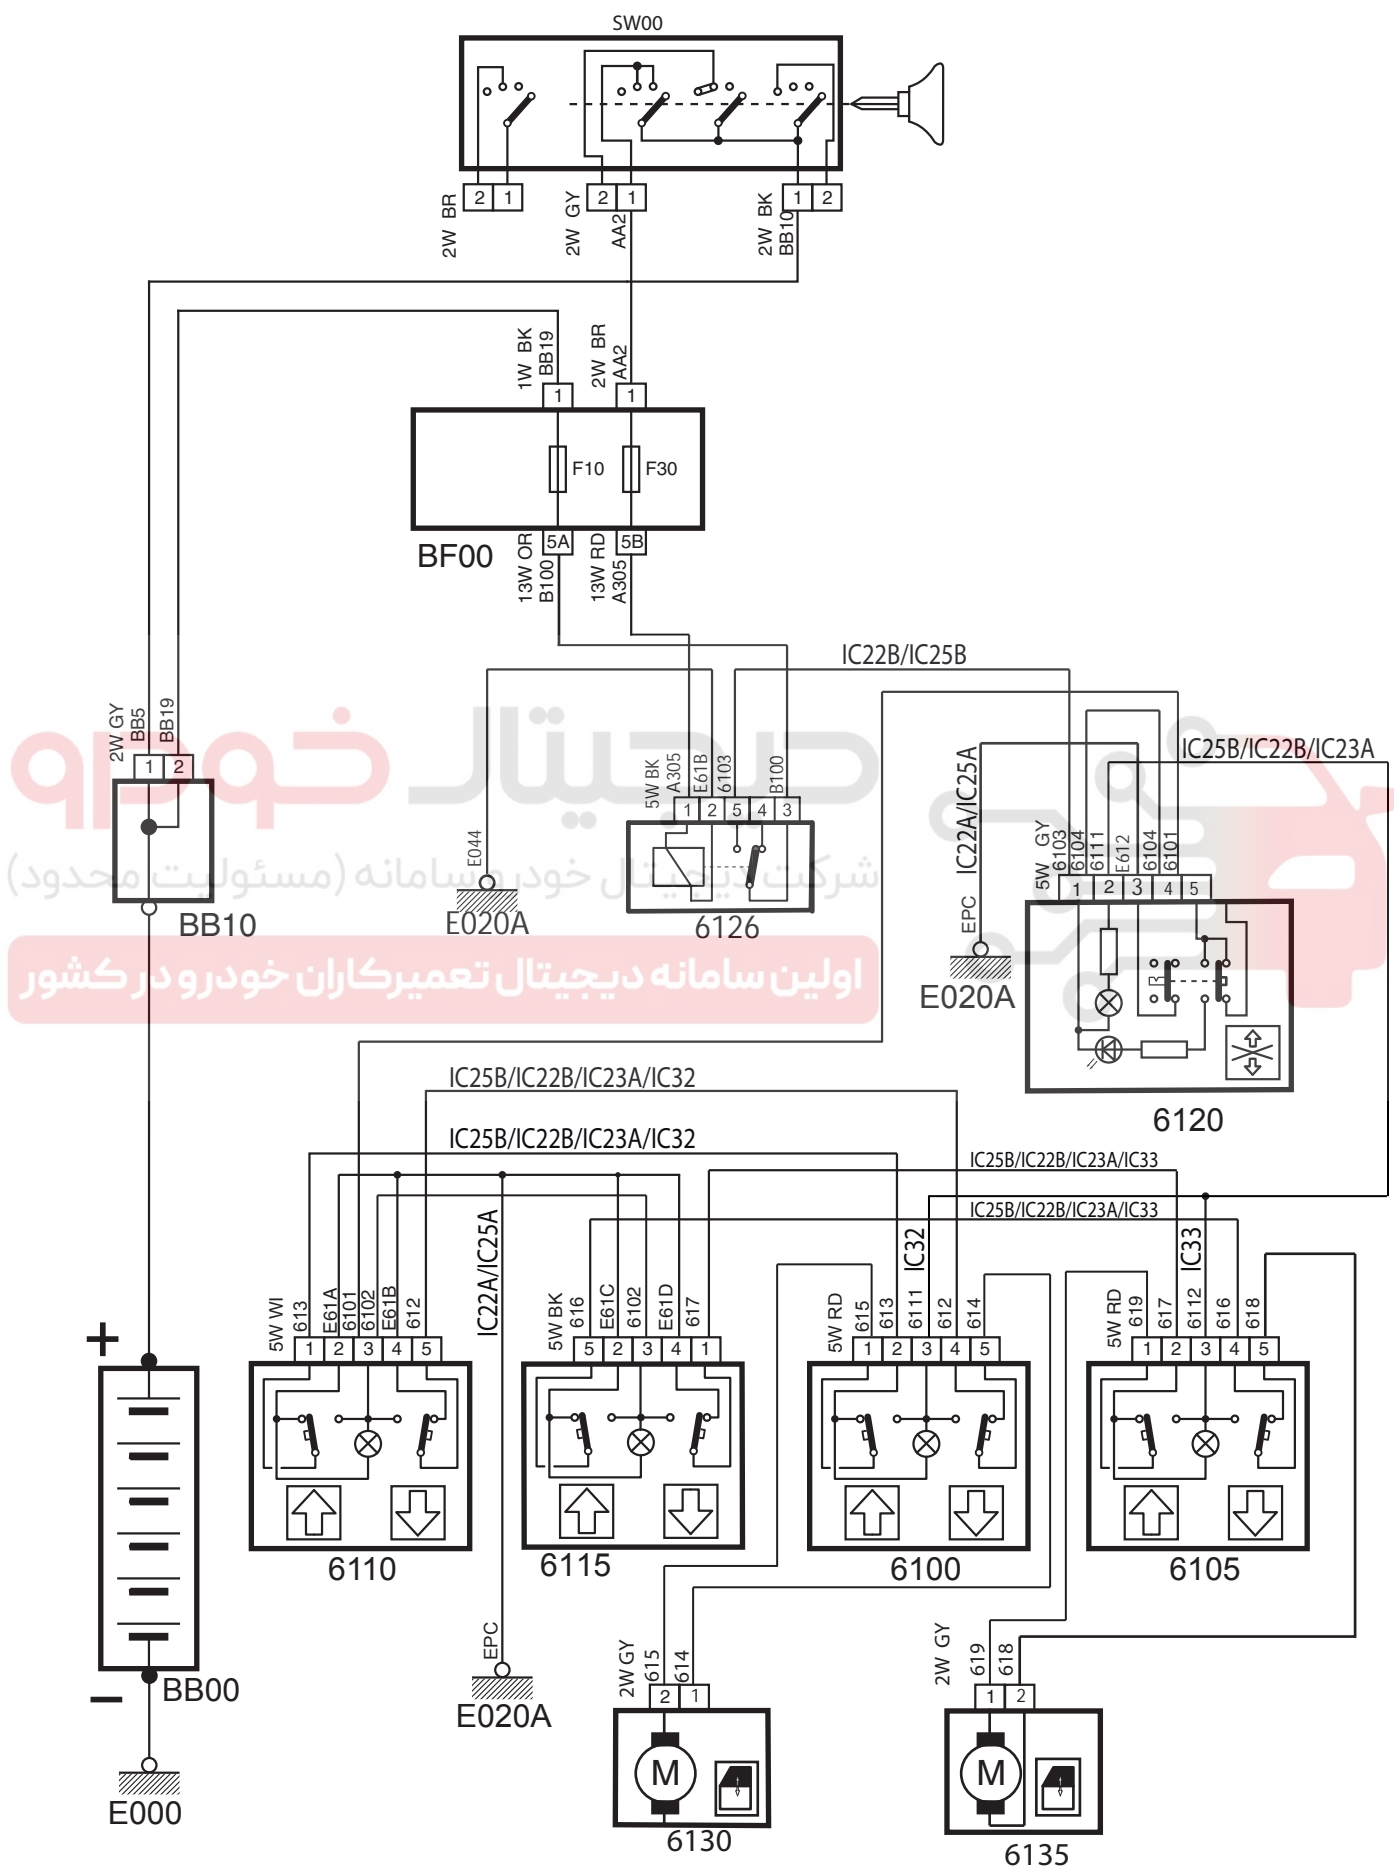 SW00
2 1 2 1 1 2
2W BR
2W GY
AA2
2W BK
BB10
1W BK
BB19
2W BR
AA2
1 1
F10 F30
5A 5B
BF00
13W OR
B100
13W RD
A305
IC22B/IC25B
2W GY
BB5
BB19
1 2
BB10
دیجیتال خودرو
شرکت دیجیتال خودرو سامانه (مسئولیت محدود)
اولین سامانه دیجیتال تعمیرکاران خودرو در کشور
E044
E020A
5W BK
A305
E61B
6103
B100
1 2 5 4 3
6126
IC22A/IC25A
EPC
E020A
IC25B/IC22B/IC23A
5W GY
6103
6104
6111
E612
6104
6101
1 2 3 4 5
6120
IC25B/IC22B/IC23A/IC32
IC25B/IC22B/IC23A/IC32
IC25B/IC22B/IC23A/IC33
IC25B/IC22B/IC23A/IC33
IC22A/IC25A
IC32
IC33
5W WI
613
E61A
6101
6102
E61B
612
1 2 3 4 5
6110
5W BK
616
E61C
6102
E61D
617
5 2 3 4 1
6115
5W RD
615
613
6111
612
614
1 2 3 4 5
6100
5W RD
619
617
6112
616
618
1 2 3 4 5
6105
+
−
BB00
E000
EPC
E020A
2W GY
615
614
2 1
M
6130
2W GY
619
618
1 2
M
6135